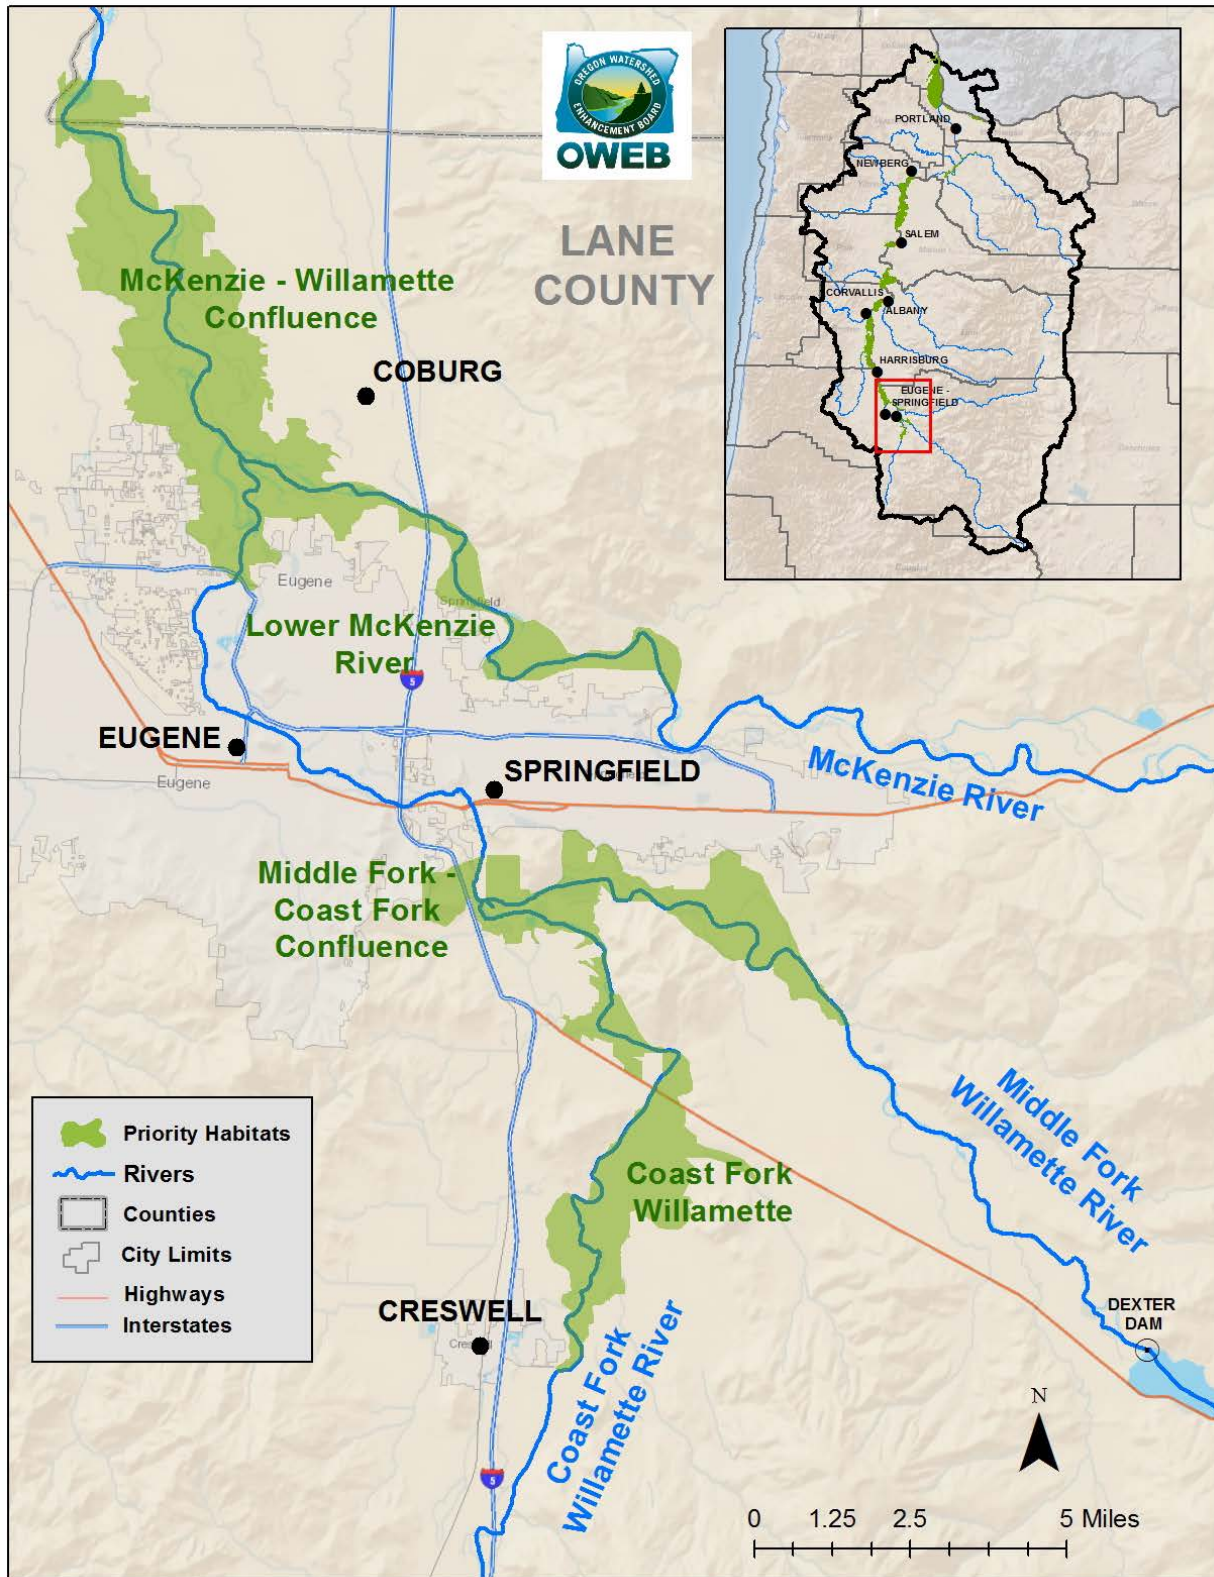 OREGON WATERSHED
ENHANCEMENT BOARD
OWEB
LANE
COUNTY
PORTLAND
NEWBERG
SALEM
CORVALLIS
ALBANY
HARRISBURG
EUGENE -
SPRINGFIELD
McKenzie - Willamette
Confluence
COBURG
Eugene
Springfield
Lower McKenzie
River
5
EUGENE
Eugene
SPRINGFIELD
McKenzie River
Middle Fork -
Coast Fork
Confluence
Middle Fork
Willamette River
Coast Fork
Willamette
CRESWELL
Coast Fork
Willamette River
DEXTER
DAM
5
Priority Habitats
Rivers
Counties
City Limits
Highways
Interstates
N
0 1.25 2.5 5 Miles